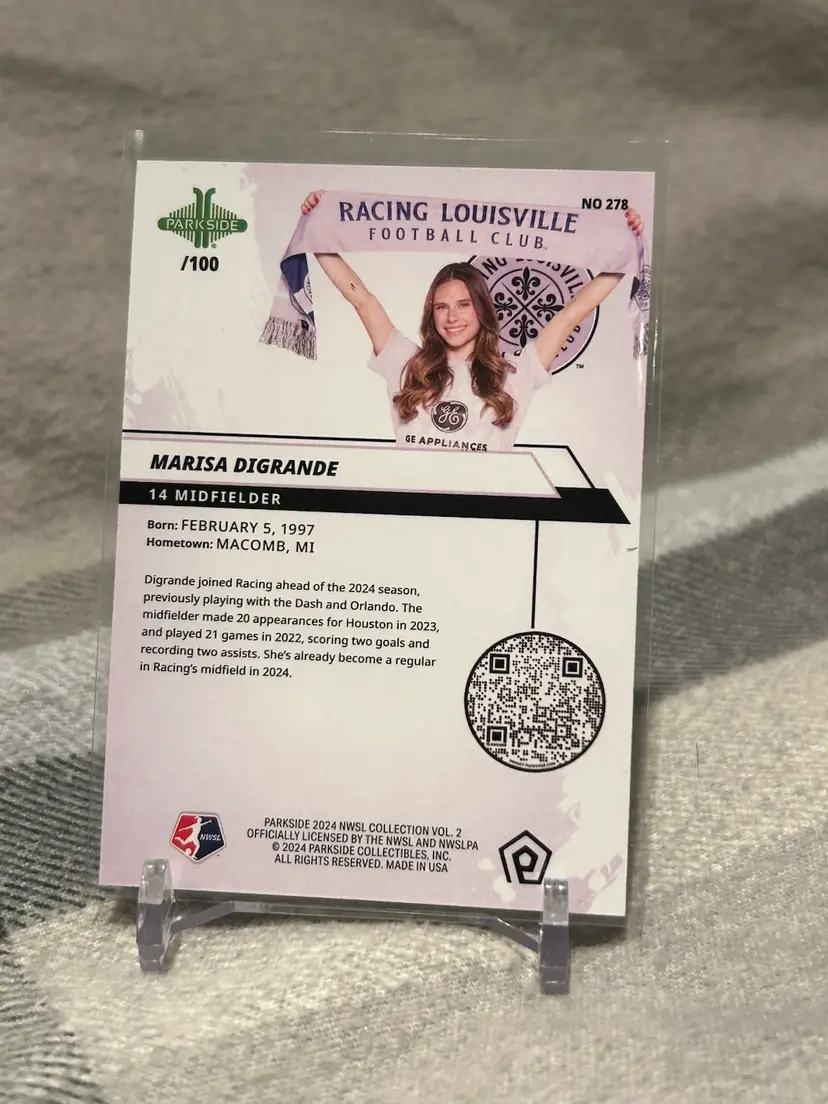 NO 278
RACING LOUISVILLE
FOOTBALL CLUB
PARKSIDE
/100
GE
GE APPLIANCES
MARISA DIGRANDE
14 MIDFIELDER
Born: FEBRUARY 5, 1997
Hometown: MACOMB, MI
Digrande joined Racing ahead of the 2024 season,
previously playing with the Dash and Orlando. The
midfielder made 20 appearances for Houston in 2023,
and played 21 games in 2022, scoring two goals and
recording two assists. She's already become a regular
in Racing's midfield in 2024.
NWSL
PARKSIDE 2024 NWSL COLLECTION VOL. 2
OFFICIALLY LICENSED BY THE NWSL AND NWSLPA
© 2024 PARKSIDE COLLECTIBLES, INC.
ALL RIGHTS RESERVED. MADE IN USA